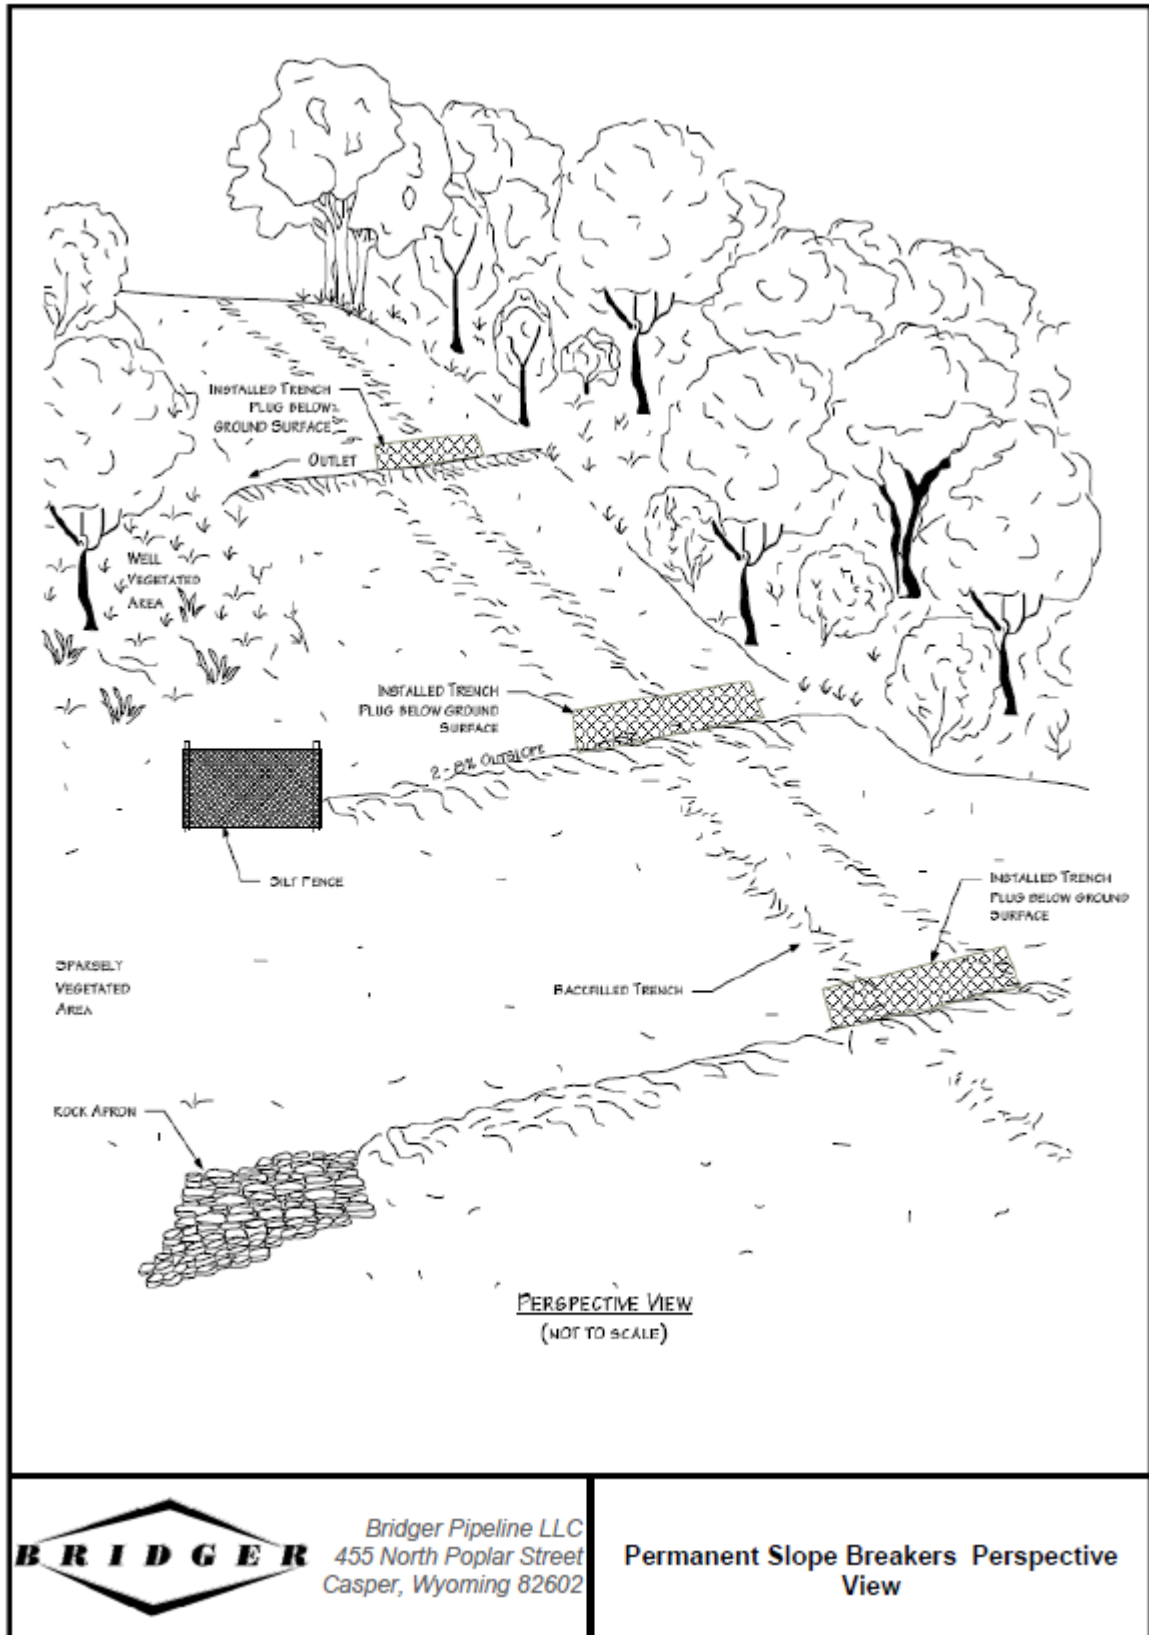 INSTALLED TRENCH
PLUG BELOW
GROUND SURFACE
OUTLET
WELL
VEGETATED
AREA
INSTALLED TRENCH
PLUG BELOW GROUND
SURFACE
2 - 8% OUTSLOPE
SILT FENCE
INSTALLED TRENCH
PLUG BELOW GROUND
SURFACE
SPARSELY
VEGETATED
AREA
BACKFILLED TRENCH
ROCK APRON
PERSPECTIVE VIEW
(NOT TO SCALE)
BRIDGER
Bridger Pipeline LLC
455 North Poplar Street
Casper, Wyoming 82602
Permanent Slope Breakers Perspective
View